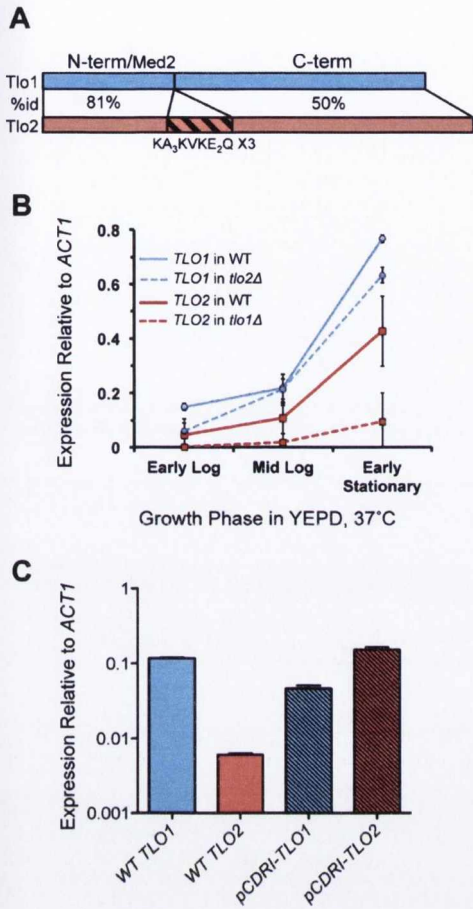 A
N-term/Med2 C-term
Tlo1
%id 81% 50%
Tlo2
KA3KVKE2Q X3
B
Expression Relative to ACT1
0.8
0.6
0.4
0.2
0
TLO1 in WT
TLO1 in tlo2Δ
TLO2 in WT
TLO2 in tlo1Δ
Early Log Mid Log Early
Stationary
Growth Phase in YEPD, 37°C
C
Expression Relative to ACT1
1
0.1
0.01
0.001
WT TLO1
WT TLO2
pCDRI-TLO1
pCDRI-TLO2